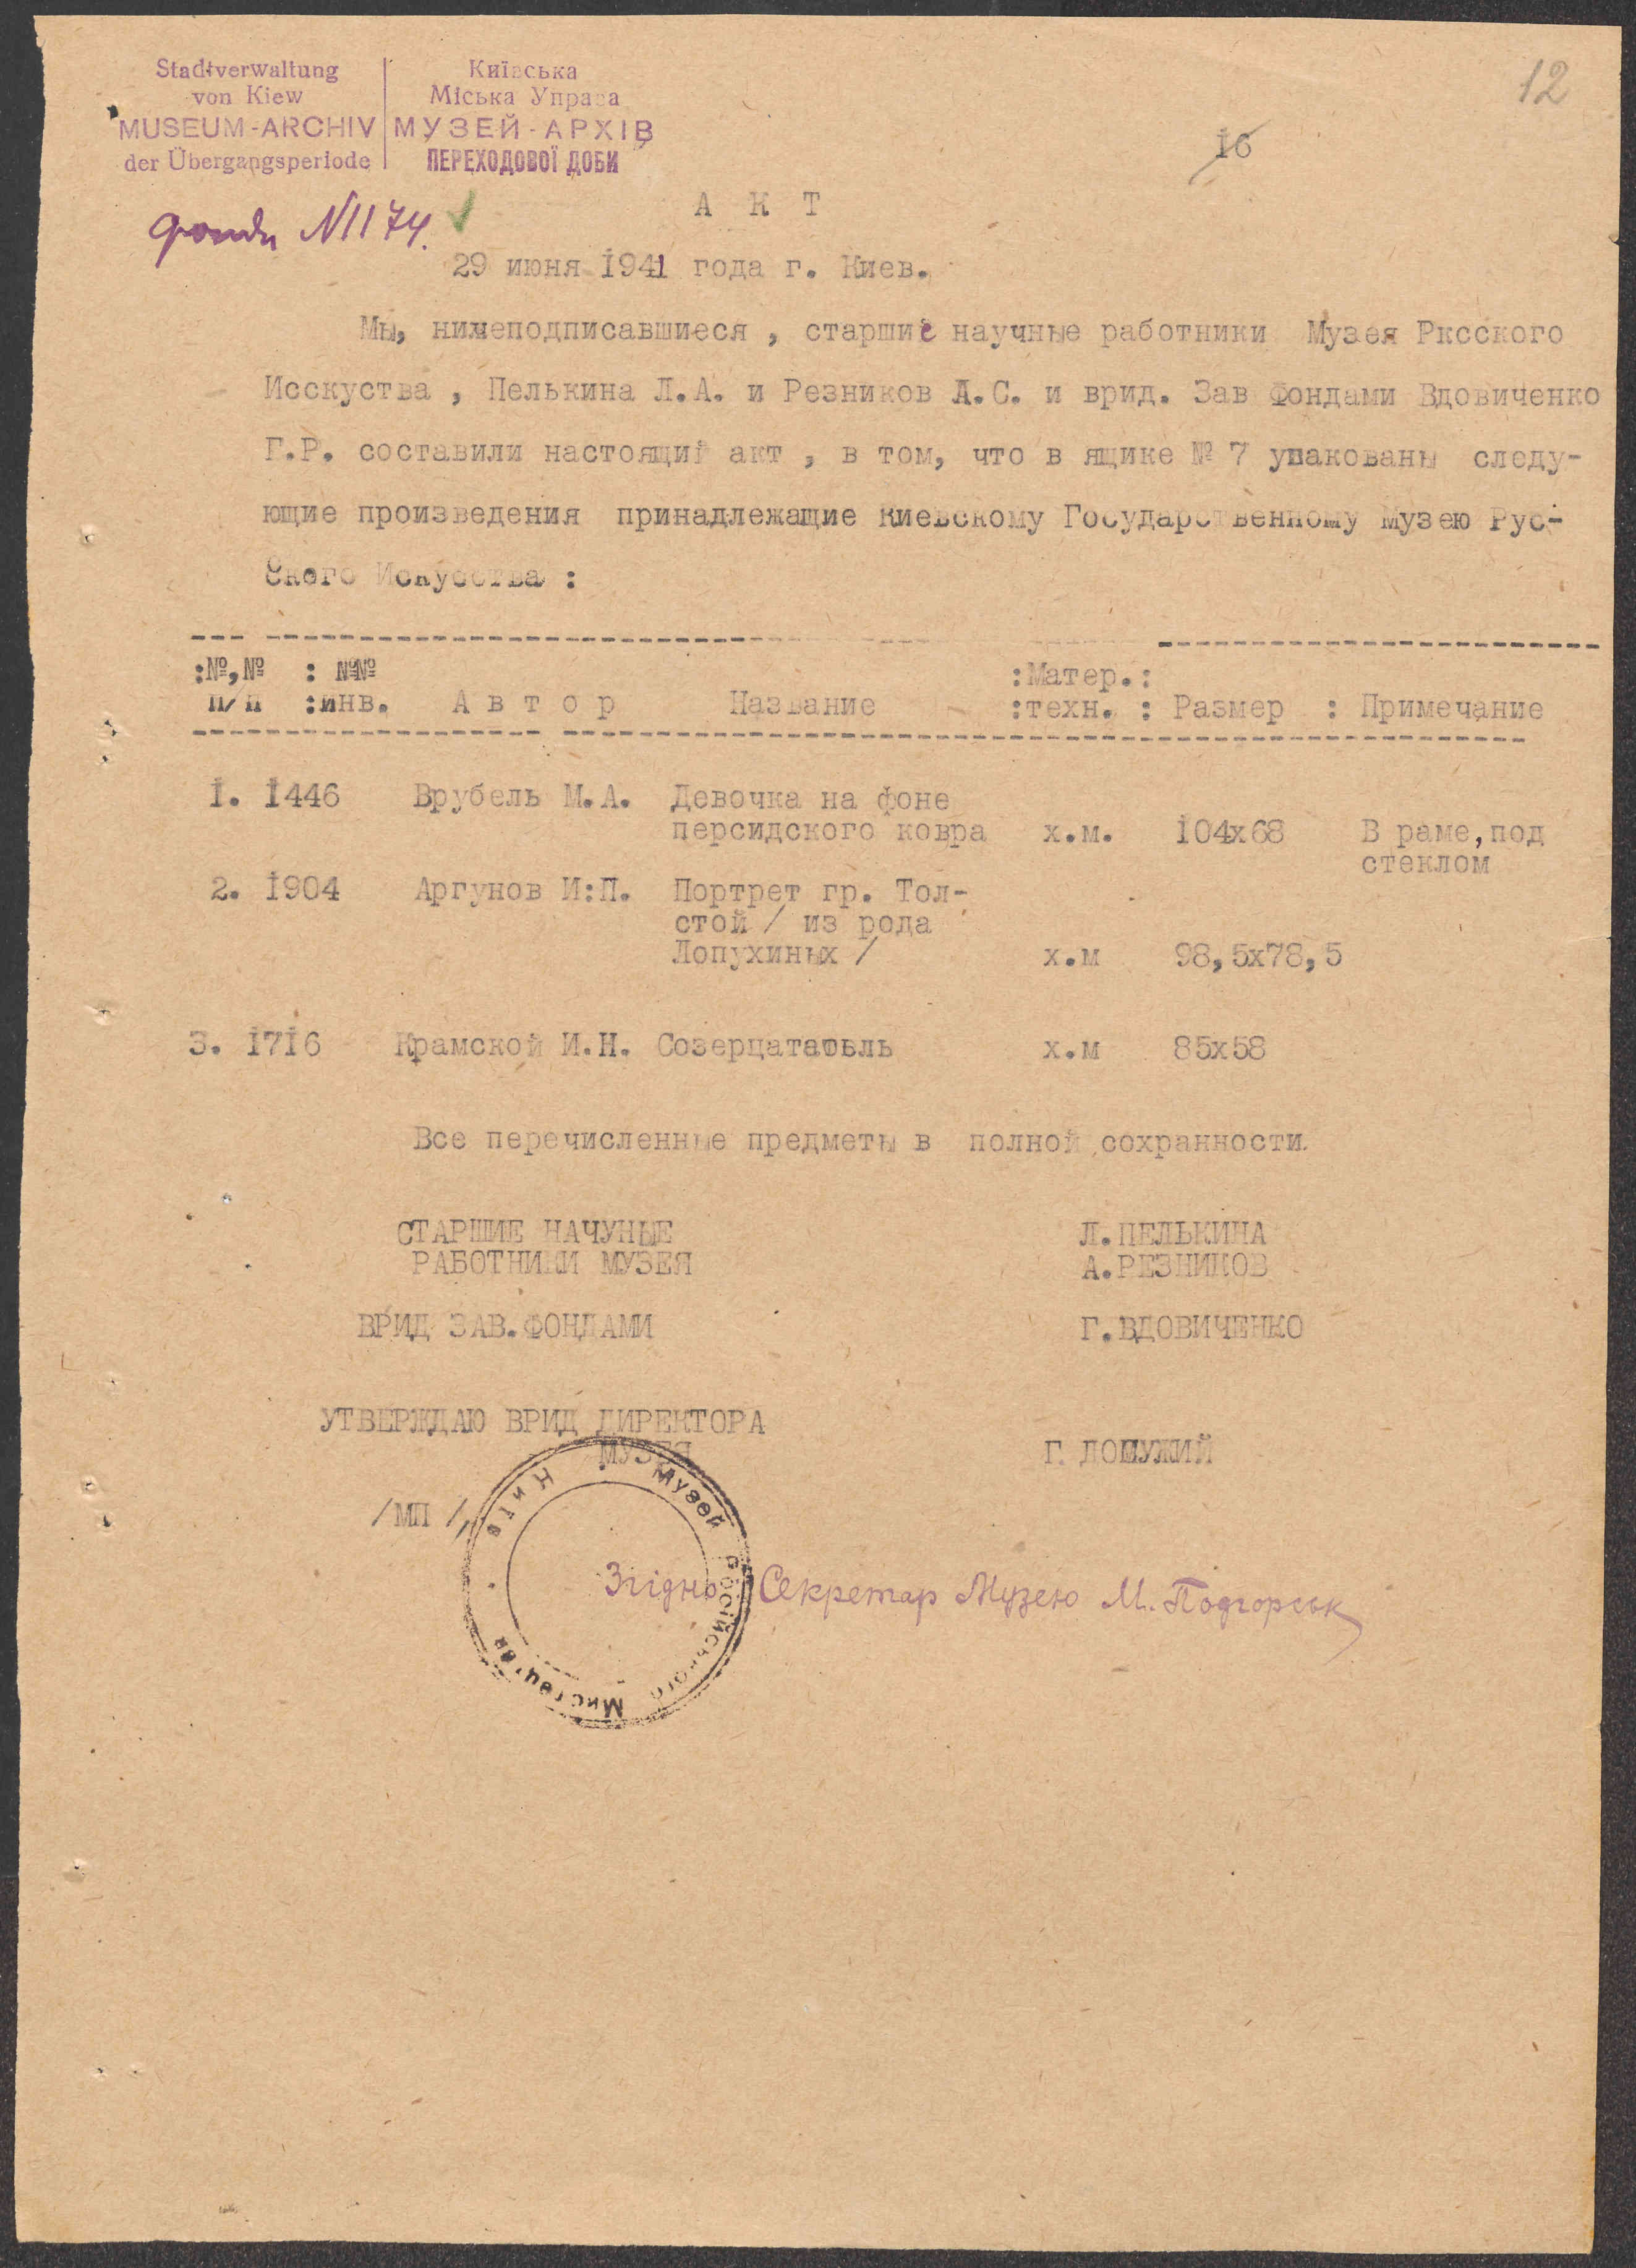 12
Stadtverwaltung
von Kiew
MUSEUM-ARCHIV
der Übergangsperiode
Київська
Міська Управа
МУЗЕЙ-АРХІВ
ПЕРЕХОДОВОЇ ДОБИ
16
фонди №1174.
А К Т
29 июня 1941 года г. Киев.
Мы, нижеподписавшиеся , старшие научные работники Музея Рксского
Исскуства , Пелькина Л.А. и Резников А.С. и врид. Зав Фондами Вдовиченко
Г.Р. составили настоящий акт , в том, что в ящике № 7 упакованы следу-
ющие произведения принадлежащие Киевскому Государственному Музею Рус-
ского Искусства :
:№,№ : №№ :Матер.:
п/п :инв. А в т о р Название :техн. : Размер : Примечание
1. 1446 Врубель М.А. Девочка на фоне
персидского ковра х.м. 104х68 В раме,под
стеклом
2. 1904 Аргунов И:П. Портрет гр. Тол-
стой / из рода
Лопухиных / х.м 98,5х78,5
3. 1716 Крамской И.Н. х.м 85х58
Все перечисленные предметы в полной сохранности.
СТАРШИЕ НАЧУНЫЕ Л.ПЕЛЬКИНА
РАБОТНИКИ МУЗЕЯ А.РЕЗНИКОВ
ВРИД ЗАВ.ФОНДАМИ Г.ВДОВИЧЕНКО
УТВЕРЖДАЮ ВРИД ДИРЕКТОРА
МУЗЕЯ Г.
/МП /
Київ Музей Російського Мистецтва
Згідно Секретар Музею М.